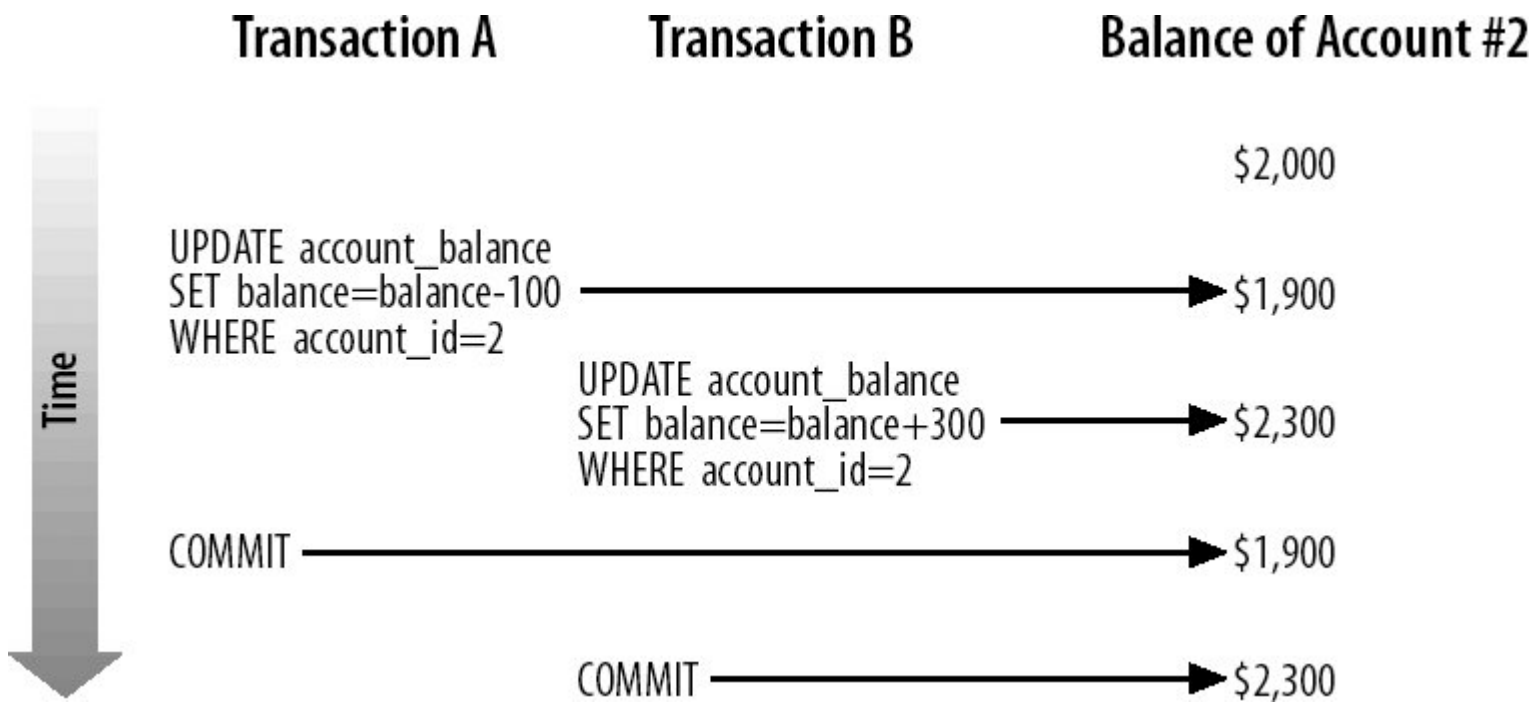 Transaction A Transaction B Balance of Account #2
$2,000
UPDATE account_balance
SET balance=balance-100
WHERE account_id=2
$1,900
Time
UPDATE account_balance
SET balance=balance+300
WHERE account_id=2
$2,300
COMMIT $1,900
COMMIT $2,300